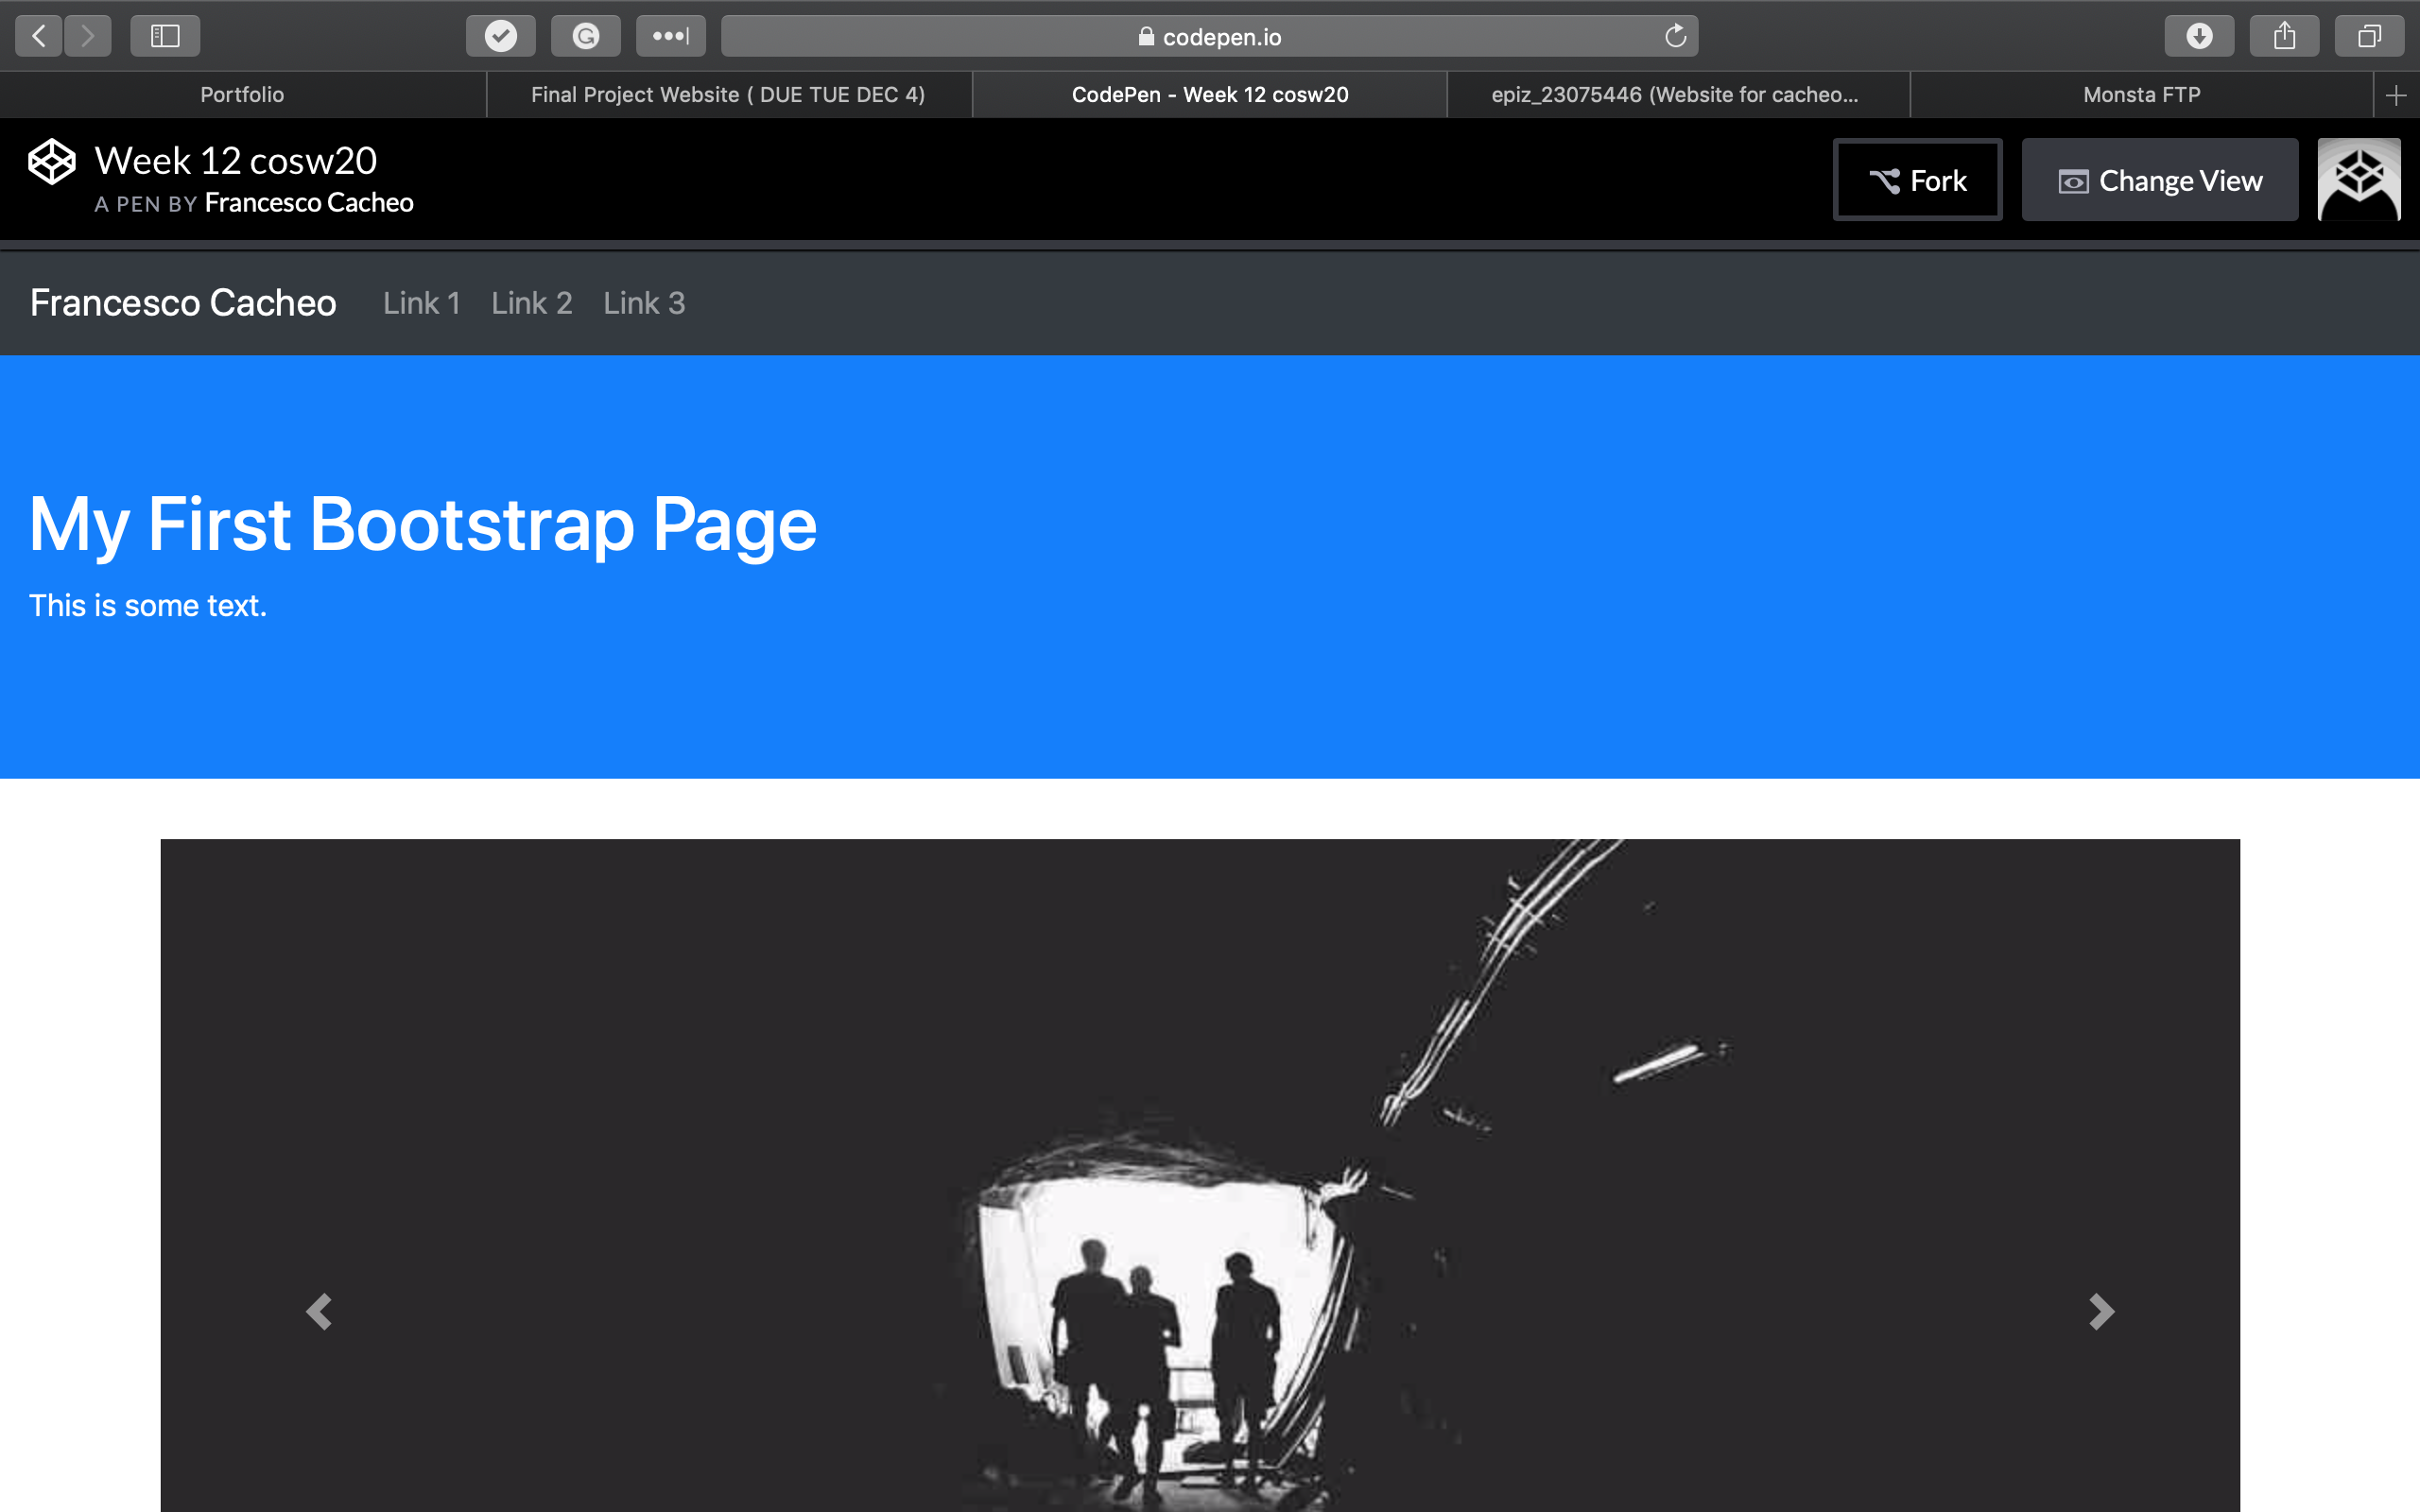 codepen.io
Portfolio
Final Project Website ( DUE TUE DEC 4)
CodePen - Week 12 cosw20
epiz_23075446 (Website for cacheo...
Monsta FTP
Week 12 cosw20
A PEN BY Francesco Cacheo
Fork
Change View
Francesco Cacheo
Link 1
Link 2
Link 3
My First Bootstrap Page
This is some text.